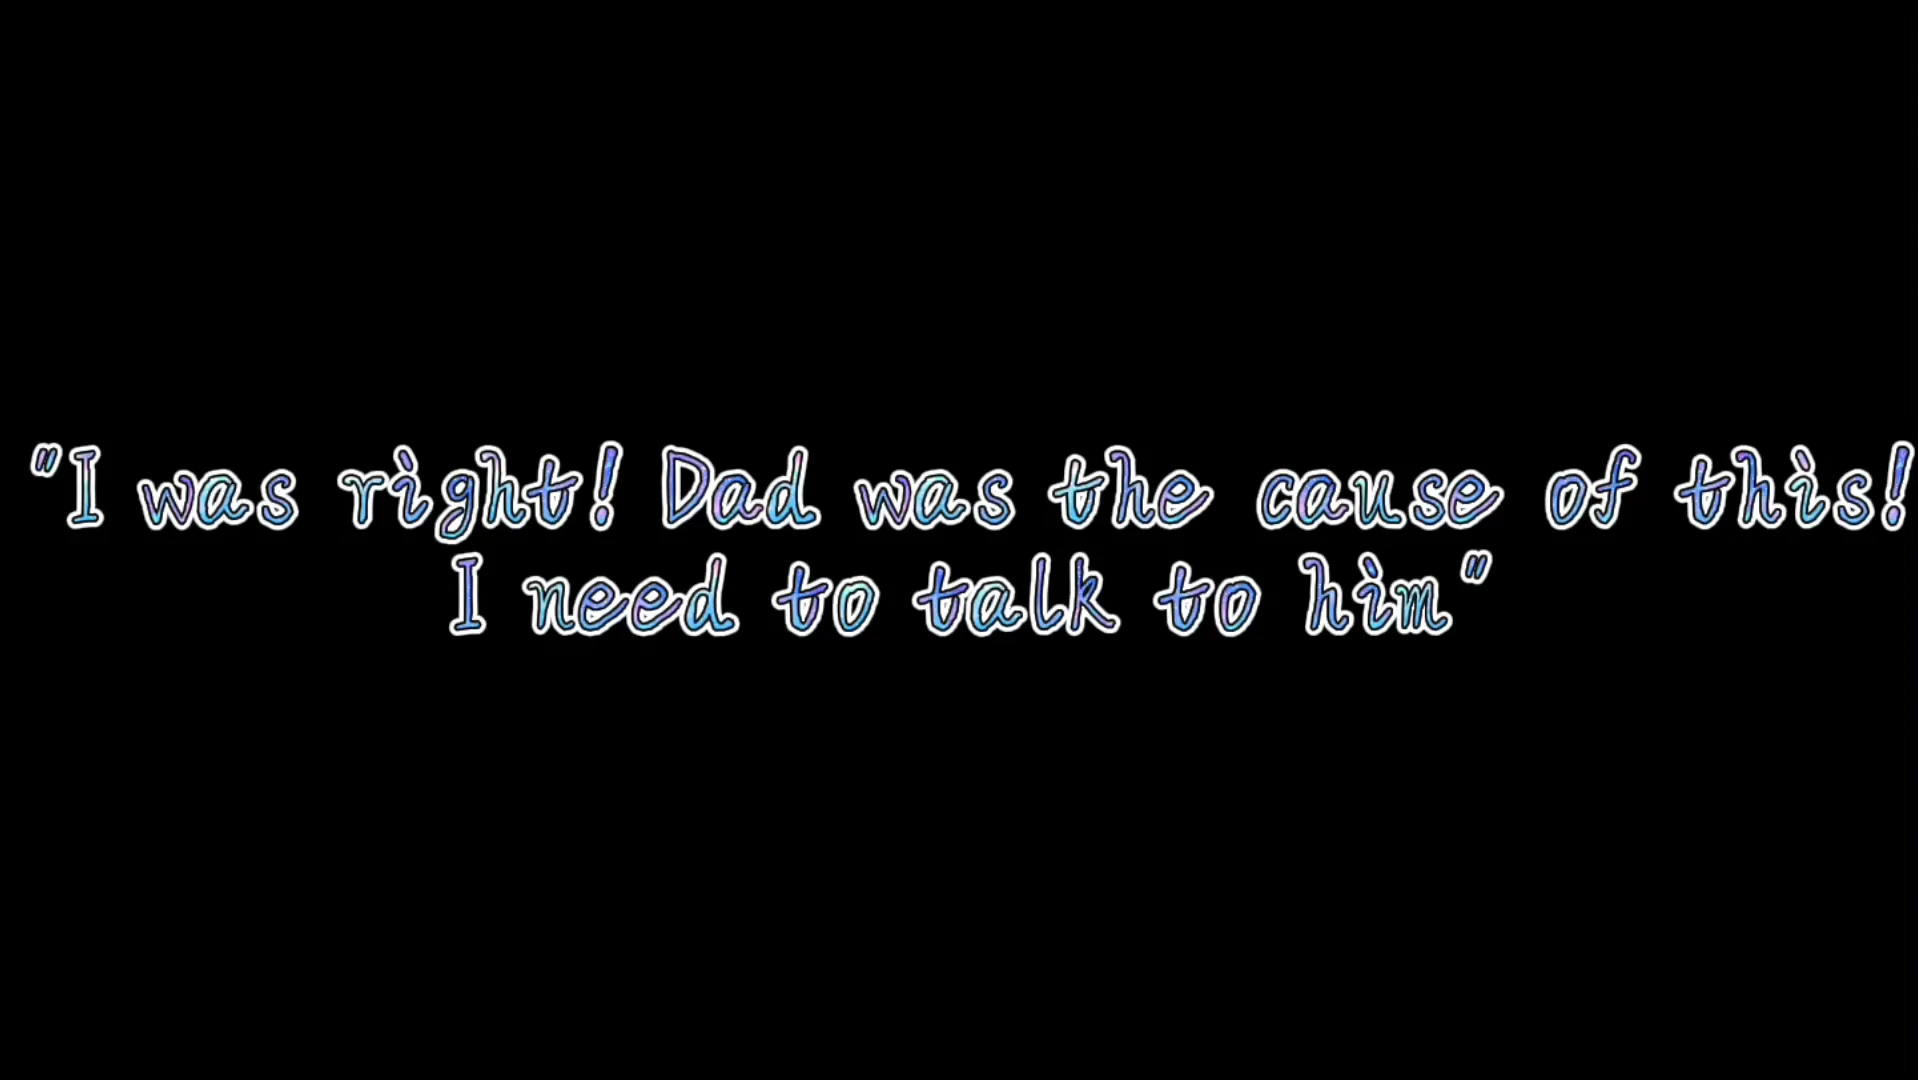 "I was right! Dad was the cause of this!
I need to talk to him"